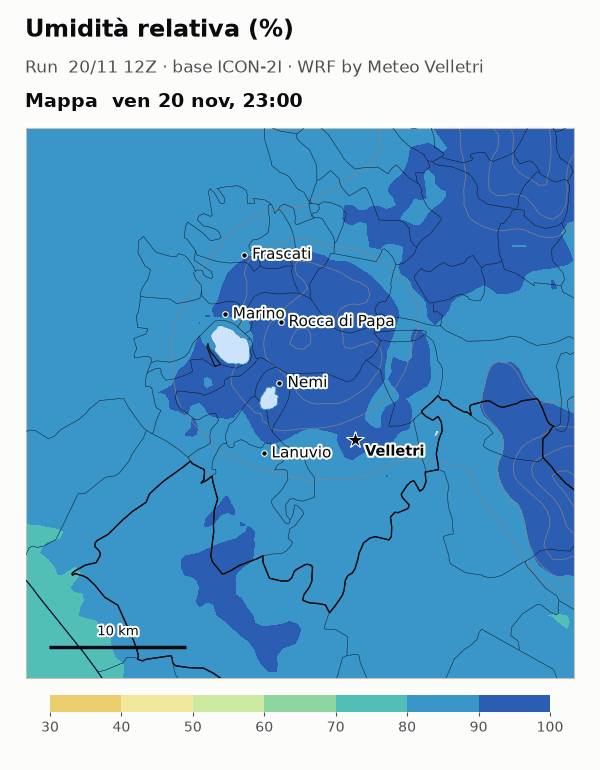 Umidità relativa (%)
Run  20/11 12Z · base ICON-2I · WRF by Meteo Velletri
Mappa  ven 20 nov, 23:00
Frascati
Marino
Rocca di Papa
Nemi
Velletri
Lanuvio
10 km
30 40 50 60 70 80 90 100